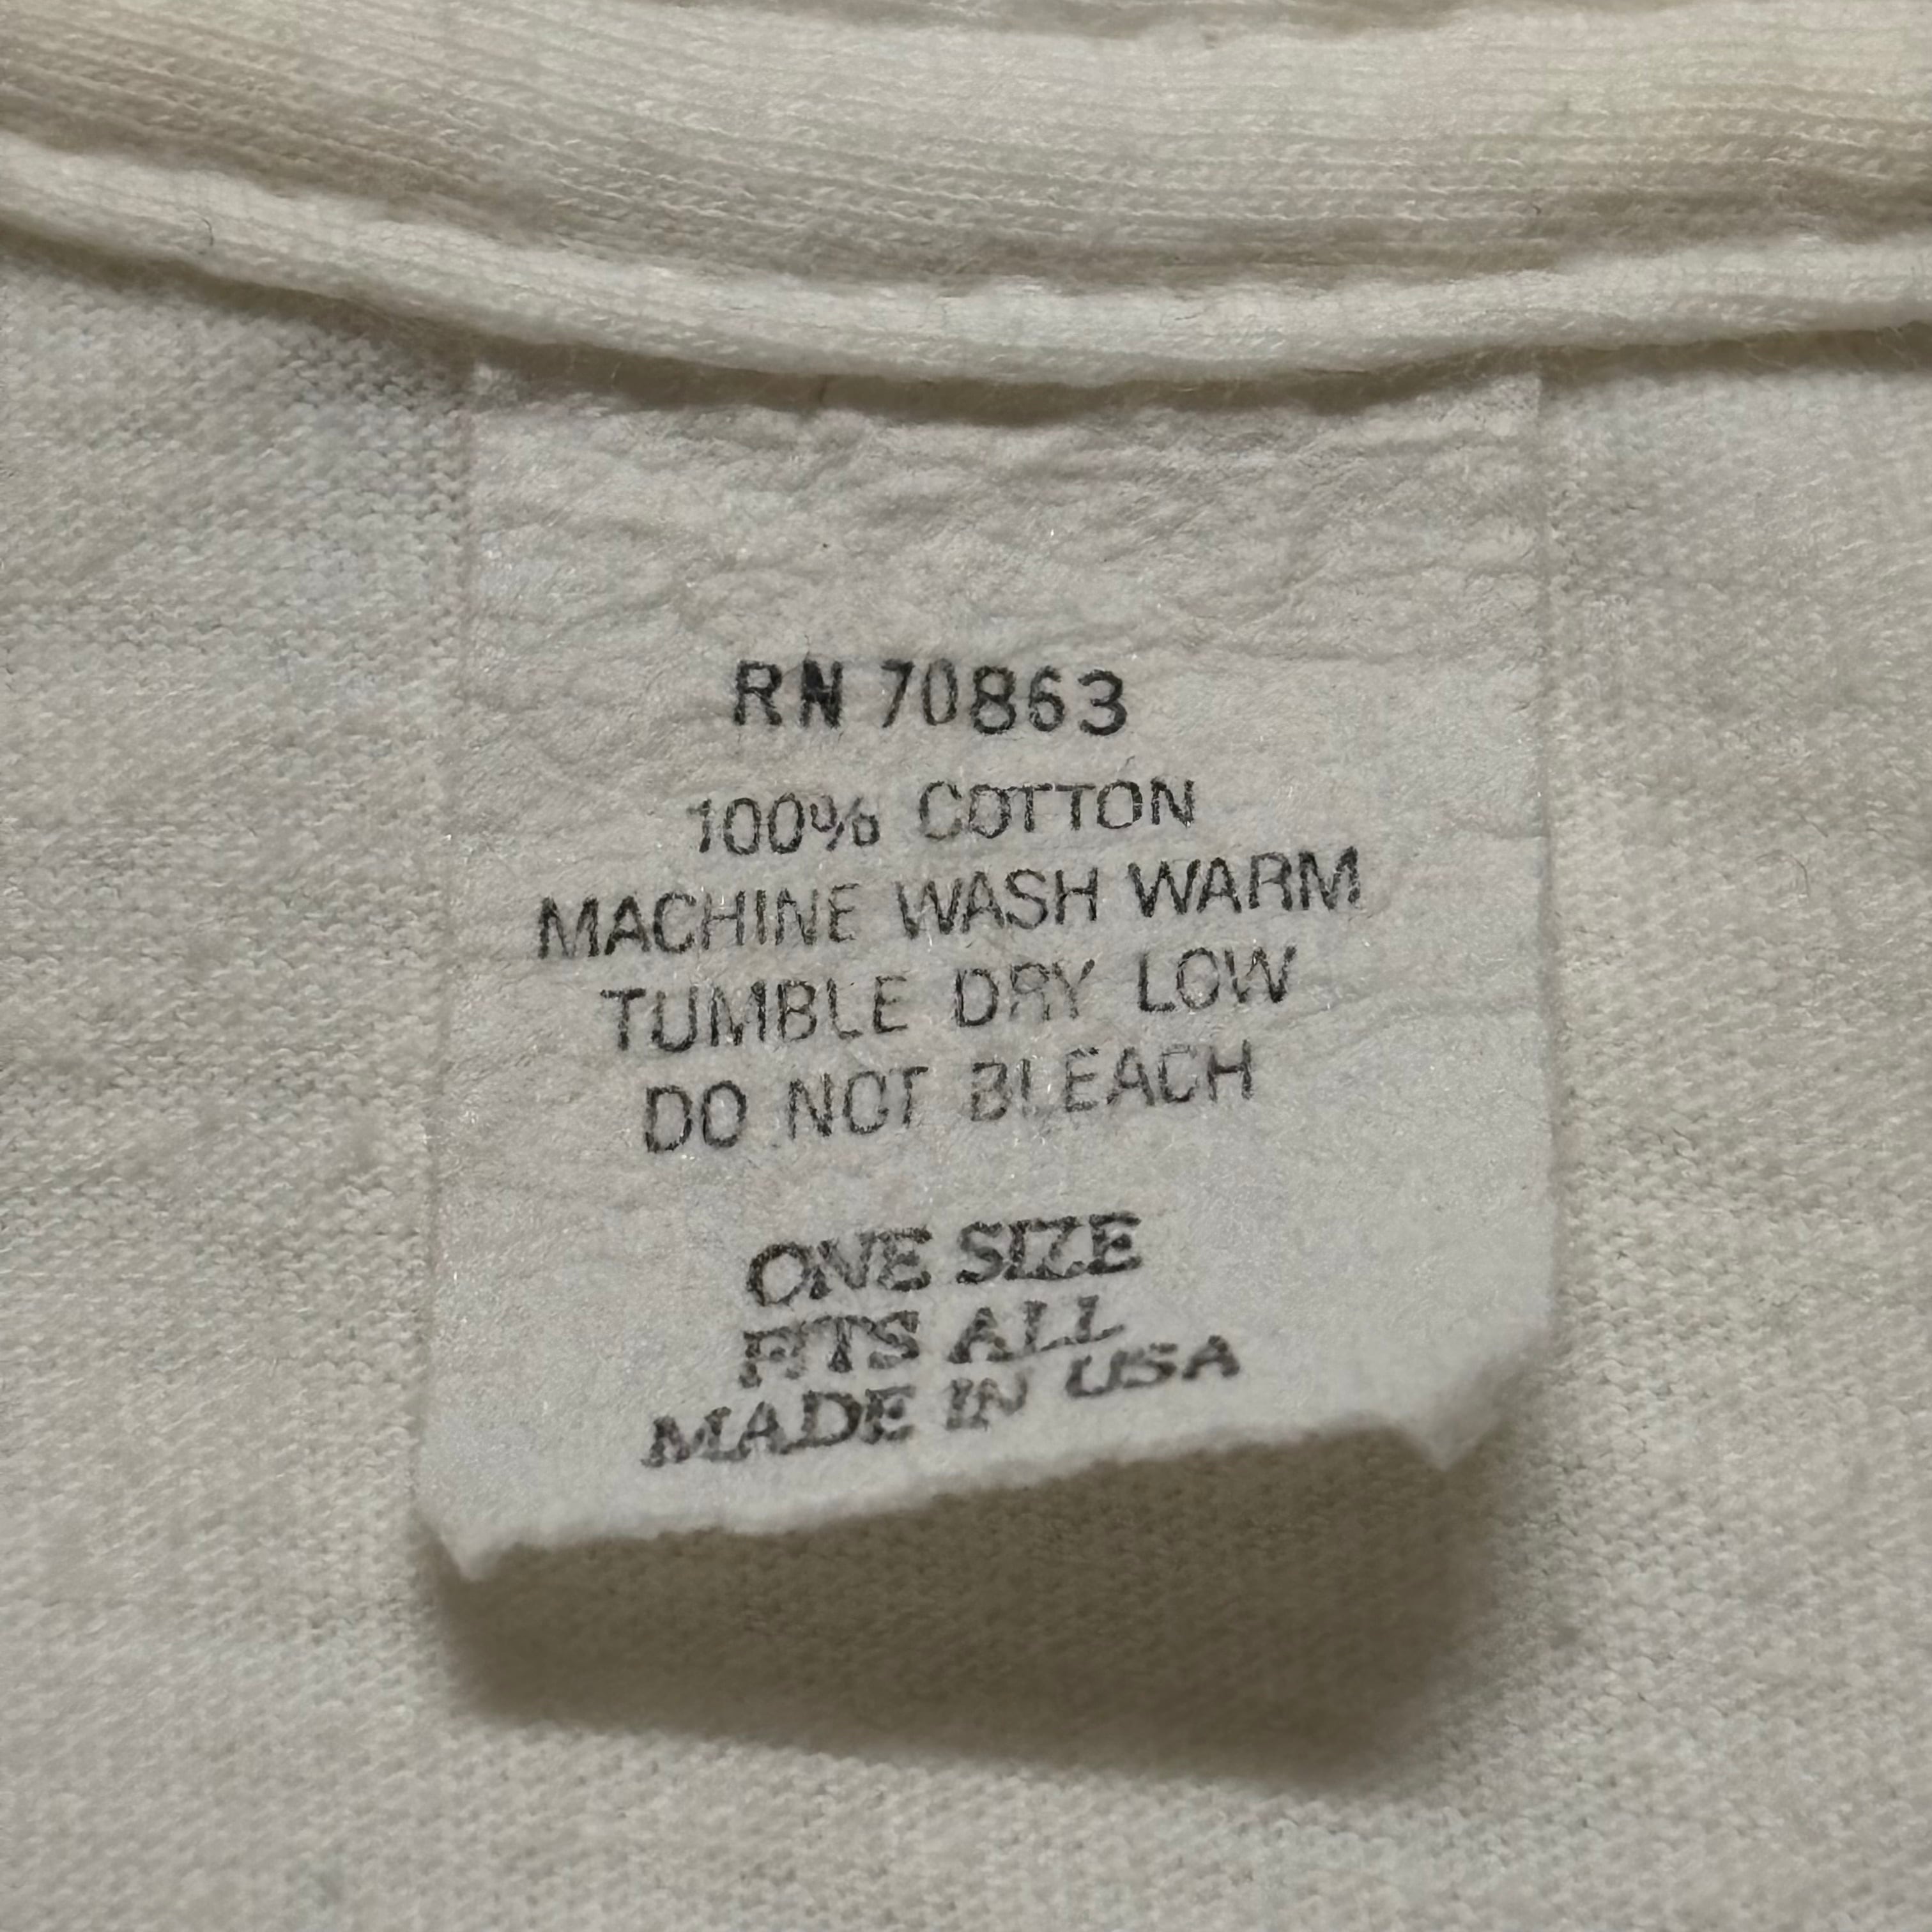 RN 70863
100% COTTON
MACHINE WASH WARM
TUMBLE DRY LOW
DO NOT BLEACH
ONE SIZE
FITS ALL
MADE IN USA